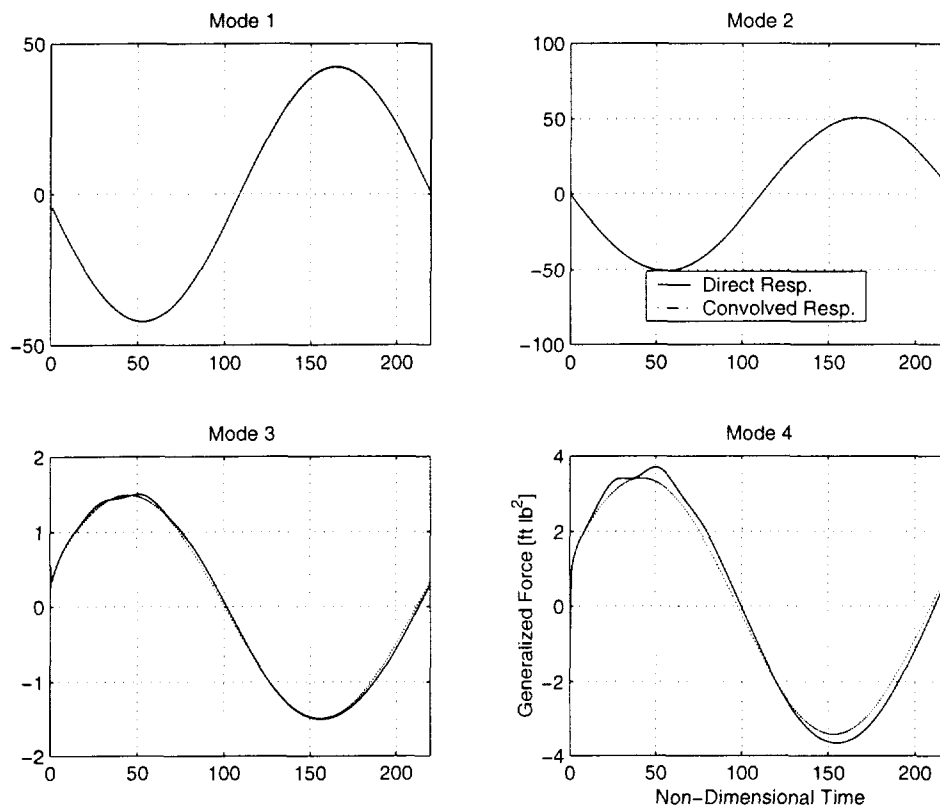 Mode 1
50
0
−50
0 50 100 150 200
Mode 2
100
50
0
−50
−100
Direct Resp.
Convolved Resp.
0 50 100 150 200
Mode 3
2
1
0
−1
−2
0 50 100 150 200
Mode 4
Generalized Force [ft lb²]
4
2
0
−2
−4
0 50 100 150 200
Non−Dimensional Time